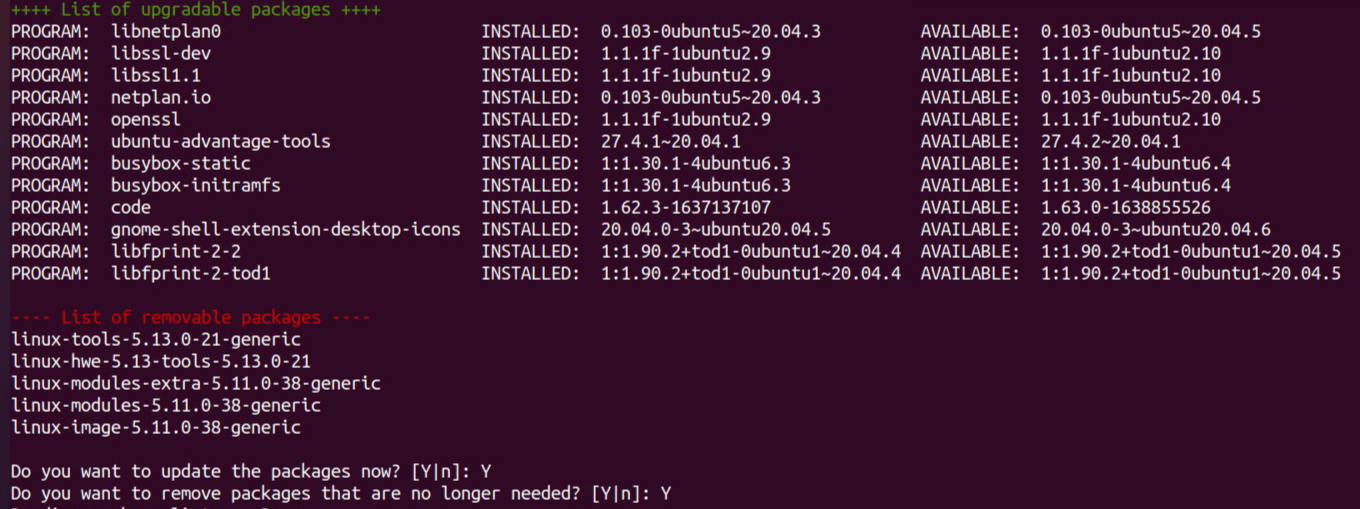 ++++ List of upgradable packages ++++
PROGRAM: libnetplan0 INSTALLED: 0.103-0ubuntu5~20.04.3 AVAILABLE: 0.103-0ubuntu5~20.04.5
PROGRAM: libssl-dev INSTALLED: 1.1.1f-1ubuntu2.9 AVAILABLE: 1.1.1f-1ubuntu2.10
PROGRAM: libssl1.1 INSTALLED: 1.1.1f-1ubuntu2.9 AVAILABLE: 1.1.1f-1ubuntu2.10
PROGRAM: netplan.io INSTALLED: 0.103-0ubuntu5~20.04.3 AVAILABLE: 0.103-0ubuntu5~20.04.5
PROGRAM: openssl INSTALLED: 1.1.1f-1ubuntu2.9 AVAILABLE: 1.1.1f-1ubuntu2.10
PROGRAM: ubuntu-advantage-tools INSTALLED: 27.4.1~20.04.1 AVAILABLE: 27.4.2~20.04.1
PROGRAM: busybox-static INSTALLED: 1:1.30.1-4ubuntu6.3 AVAILABLE: 1:1.30.1-4ubuntu6.4
PROGRAM: busybox-initramfs INSTALLED: 1:1.30.1-4ubuntu6.3 AVAILABLE: 1:1.30.1-4ubuntu6.4
PROGRAM: code INSTALLED: 1.62.3-1637137107 AVAILABLE: 1.63.0-1638855526
PROGRAM: gnome-shell-extension-desktop-icons INSTALLED: 20.04.0-3~ubuntu20.04.5 AVAILABLE: 20.04.0-3~ubuntu20.04.6
PROGRAM: libfprint-2-2 INSTALLED: 1:1.90.2+tod1-0ubuntu1~20.04.4 AVAILABLE: 1:1.90.2+tod1-0ubuntu1~20.04.5
PROGRAM: libfprint-2-tod1 INSTALLED: 1:1.90.2+tod1-0ubuntu1~20.04.4 AVAILABLE: 1:1.90.2+tod1-0ubuntu1~20.04.5
---- List of removable packages ----
linux-tools-5.13.0-21-generic
linux-hwe-5.13-tools-5.13.0-21
linux-modules-extra-5.11.0-38-generic
linux-modules-5.11.0-38-generic
linux-image-5.11.0-38-generic
Do you want to update the packages now? [Y|n]: Y
Do you want to remove packages that are no longer needed? [Y|n]: Y